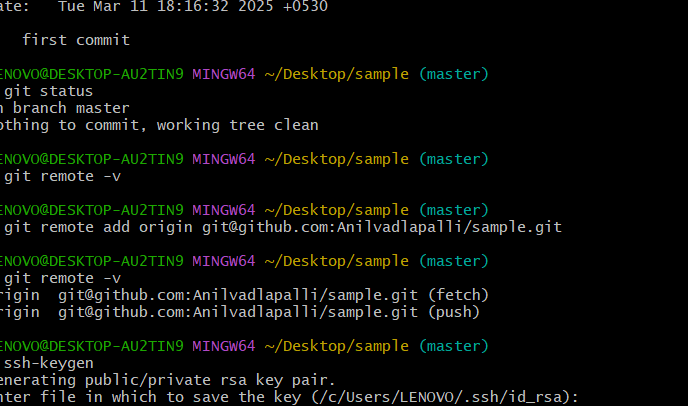 ate:   Tue Mar 11 18:16:32 2025 +0530
first commit
ENOVO@DESKTOP-AU2TIN9 MINGW64 ~/Desktop/sample (master)
git status
n branch master
othing to commit, working tree clean
ENOVO@DESKTOP-AU2TIN9 MINGW64 ~/Desktop/sample (master)
git remote -v
ENOVO@DESKTOP-AU2TIN9 MINGW64 ~/Desktop/sample (master)
git remote add origin git@github.com:Anilvadlapalli/sample.git
ENOVO@DESKTOP-AU2TIN9 MINGW64 ~/Desktop/sample (master)
git remote -v
rigin  git@github.com:Anilvadlapalli/sample.git (fetch)
rigin  git@github.com:Anilvadlapalli/sample.git (push)
ENOVO@DESKTOP-AU2TIN9 MINGW64 ~/Desktop/sample (master)
ssh-keygen
enerating public/private rsa key pair.
nter file in which to save the key (/c/Users/LENOVO/.ssh/id_rsa):